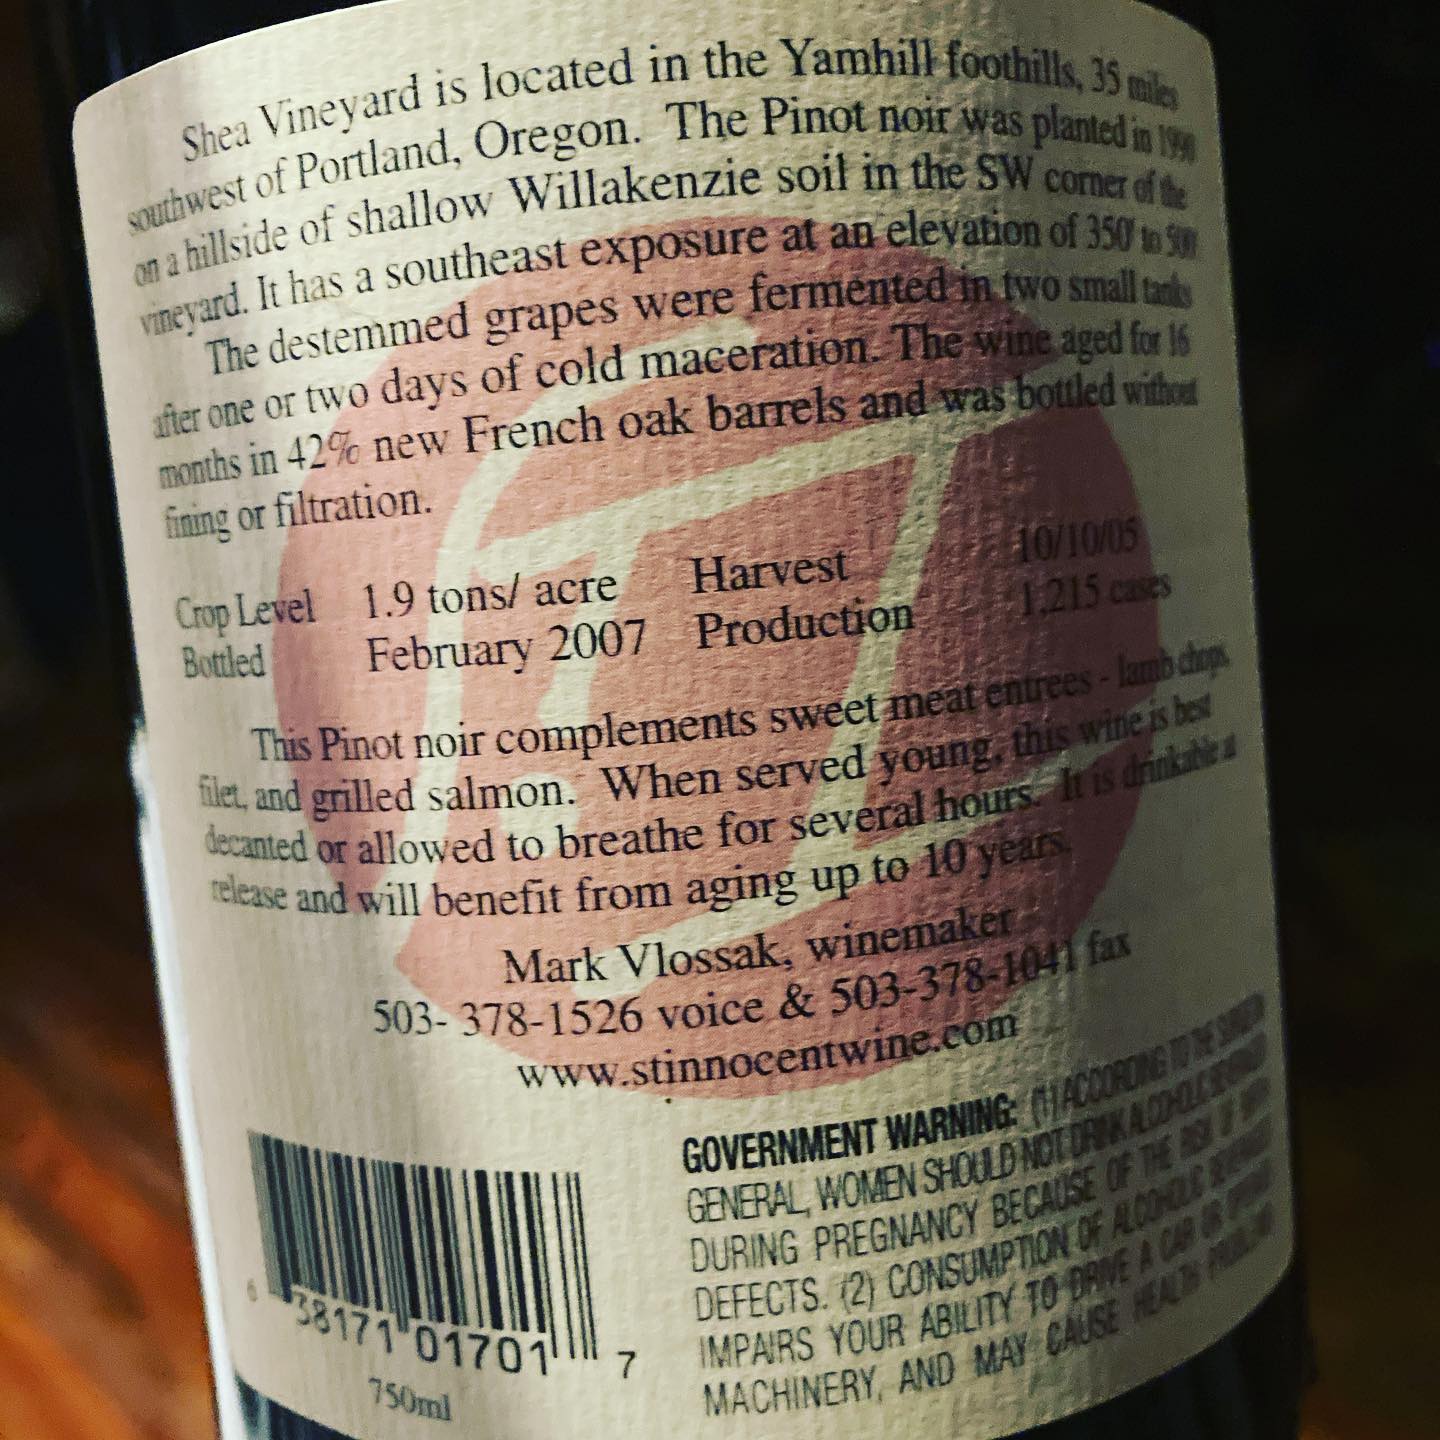 Shea Vineyard is located in the Yamhill foothills, 35 miles
southwest of Portland, Oregon. The Pinot noir was planted in 1990
on a hillside of shallow Willakenzie soil in the SW corner of the
vineyard. It has a southeast exposure at an elevation of 350' to 500'
The destemmed grapes were fermented in two small tanks
after one or two days of cold maceration. The wine aged for 16
months in 42% new French oak barrels and was bottled without
fining or filtration.
Crop Level 1.9 tons/ acre Harvest 10/10/05
Bottled February 2007 Production 1,215 cases
This Pinot noir complements sweet meat entrees - lamb chops,
filet, and grilled salmon. When served young, this wine is best
decanted or allowed to breathe for several hours. It is drinkable at
release and will benefit from aging up to 10 years.
Mark Vlossak, winemaker
503- 378-1526 voice & 503-378-1041 fax
www.stinnocentwine.com
GOVERNMENT WARNING: (1) ACCORDING TO THE SURGEON
GENERAL, WOMEN SHOULD NOT DRINK ALCOHOLIC BEVERAGES
DURING PREGNANCY BECAUSE OF THE RISK OF BIRTH
DEFECTS. (2) CONSUMPTION OF ALCOHOLIC BEVERAGES
IMPAIRS YOUR ABILITY TO DRIVE A CAR OR OPERATE
MACHINERY, AND MAY CAUSE HEALTH PROBLEMS
6 38171 01701 7
750ml